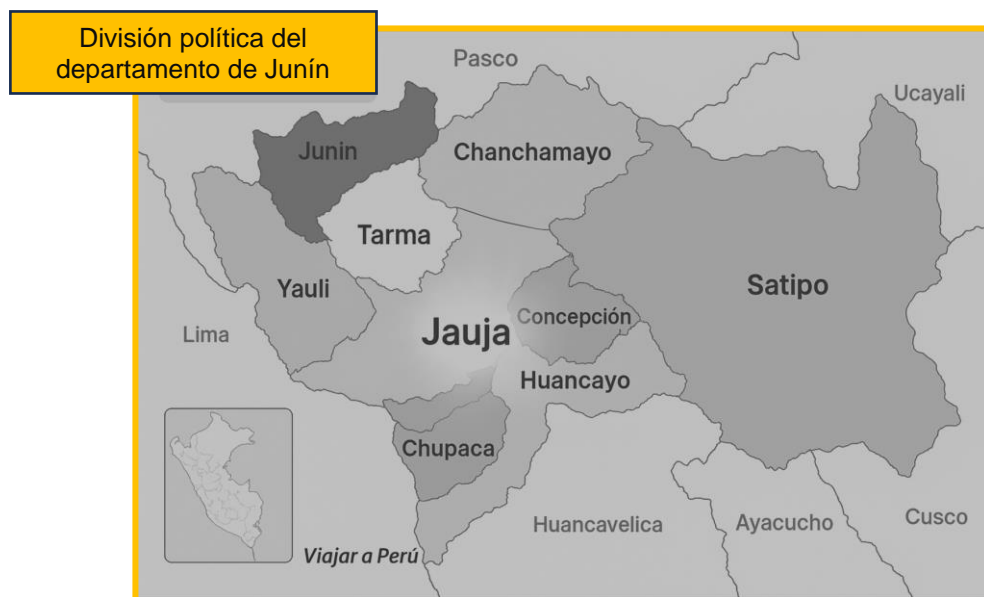 División política del
departamento de Junín
Pasco
Ucayali
Junin
Chanchamayo
Tarma
Yauli
Satipo
Lima
Jauja
Concepción
Huancayo
Chupaca
Huancavelica
Ayacucho
Cusco
Viajar a Perú